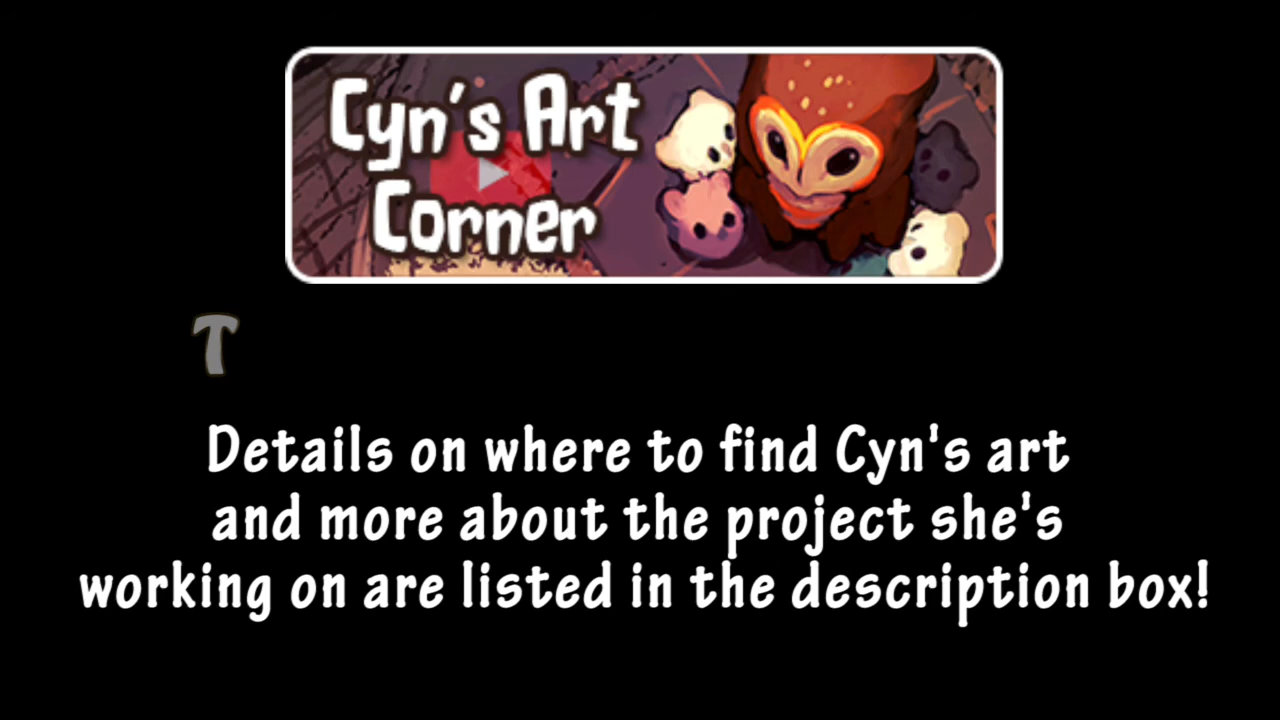 Cyn's Art
Corner
T
Details on where to find Cyn's art
and more about the project she's
working on are listed in the description box!